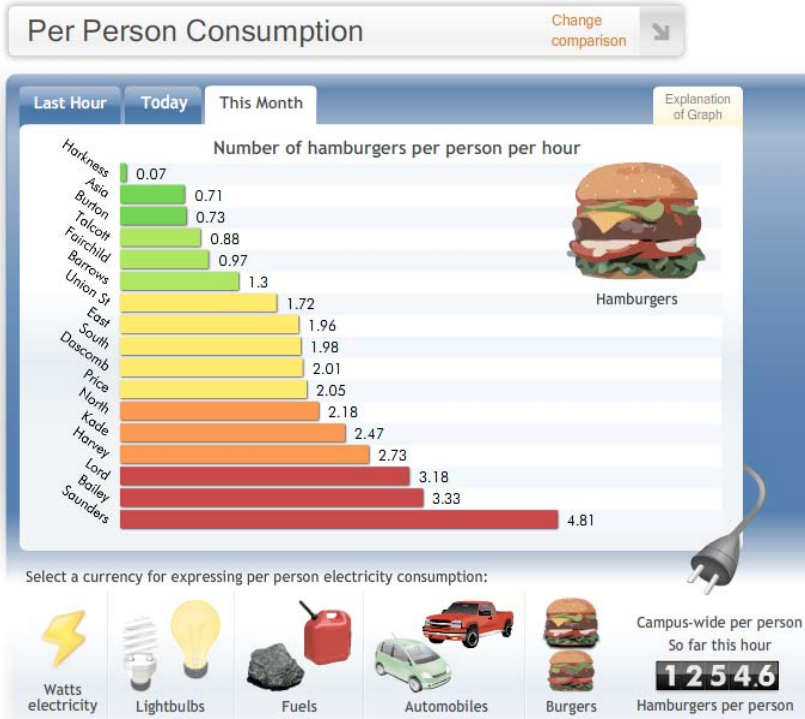 Per Person Consumption
Change
comparison
Last Hour
Today
This Month
Explanation
of Graph
Number of hamburgers per person per hour
Harkness 0.07
Asia 0.71
Burton 0.73
Talcott 0.88
Fairchild 0.97
Barrows 1.3
Union St 1.72
East 1.96
South 1.98
Dascomb 2.01
Price 2.05
North 2.18
Kade 2.47
Harvey 2.73
Lord 3.18
Bailey 3.33
Saunders 4.81
Hamburgers
Select a currency for expressing per person electricity consumption:
Watts
electricity
Lightbulbs
Fuels
Automobiles
Burgers
Campus-wide per person
So far this hour
1254.6
Hamburgers per person